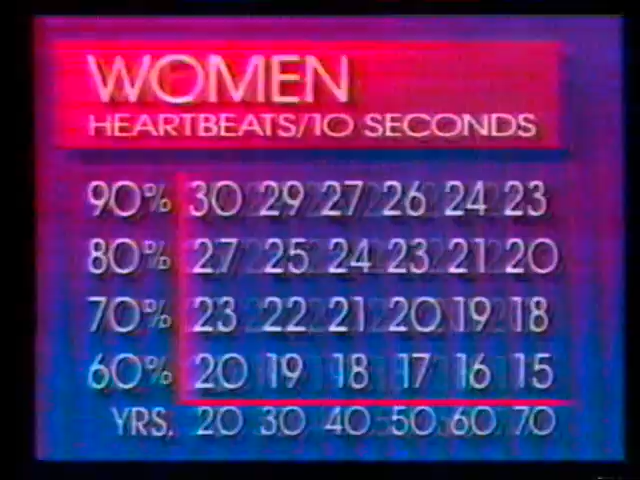 WOMEN
HEARTBEATS/10 SECONDS
90% 30 29 27 26 24 23
80% 27 25 24 23 21 20
70% 23 22 21 20 19 18
60% 20 19 18 17 16 15
YRS. 20 30 40 50 60 70